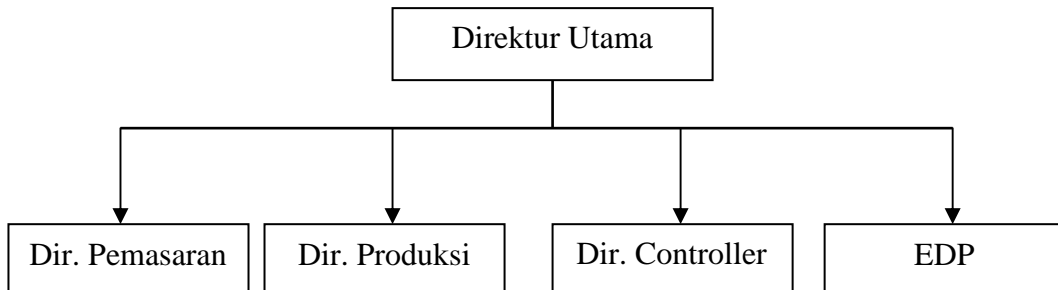 Direktur Utama
Dir. Pemasaran
Dir. Produksi
Dir. Controller
EDP